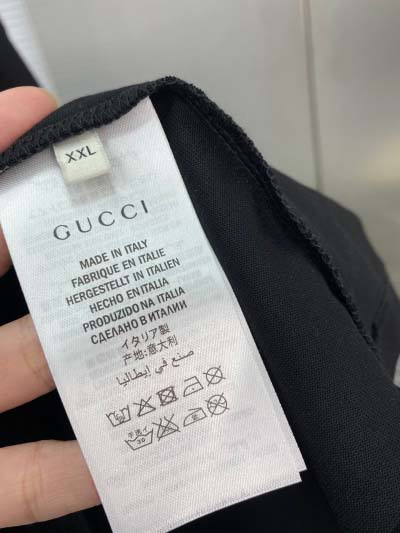 XXL
GUCCI
MADE IN ITALY
FABRIQUE EN ITALIE
HERGESTELLT IN ITALIEN
HECHO EN ITALIA
PRODUZIDO NA ITALIA
СДЕЛАНО В ИТАЛИИ
イタリア製
产地:意大利
صنع في إيطاليا